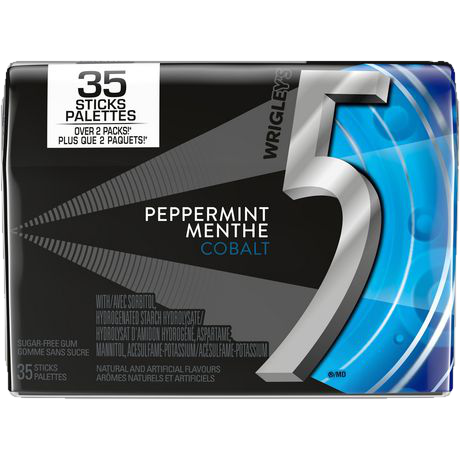 35
STICKS
PALETTES
OVER 2 PACKS!*
PLUS QUE 2 PAQUETS!*
WRIGLEY'S
5
PEPPERMINT
MENTHE
COBALT
WITH/AVEC SORBITOL,
HYDROGENATED STARCH HYDROLYSATE/
HYDROLYSAT D'AMIDON HYDROGÉNÉ, ASPARTAME,
MANNITOL, ACESULFAME-POTASSIUM/ACÉSULFAME-POTASSIUM
SUGAR-FREE GUM
GOMME SANS SUCRE
35 STICKS
PALETTES
NATURAL AND ARTIFICIAL FLAVOURS
ARÔMES NATURELS ET ARTIFICIELS
®/MD